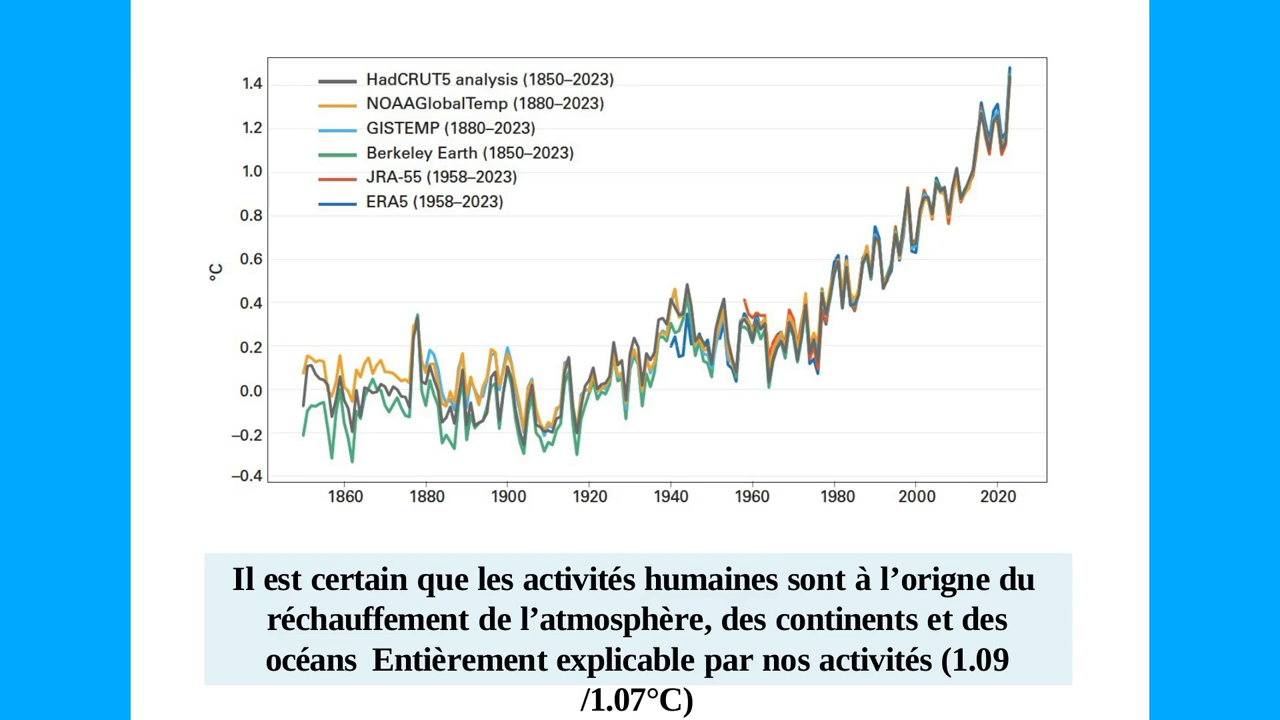 HadCRUT5 analysis (1850–2023)
NOAAGlobalTemp (1880–2023)
GISTEMP (1880–2023)
Berkeley Earth (1850–2023)
JRA-55 (1958–2023)
ERA5 (1958–2023)
1.4
1.2
1.0
0.8
0.6
0.4
0.2
0.0
–0.2
–0.4
°C
1860 1880 1900 1920 1940 1960 1980 2000 2020
Il est certain que les activités humaines sont à l’origne du
réchauffement de l’atmosphère, des continents et des
océans Entièrement explicable par nos activités (1.09
/1.07°C)